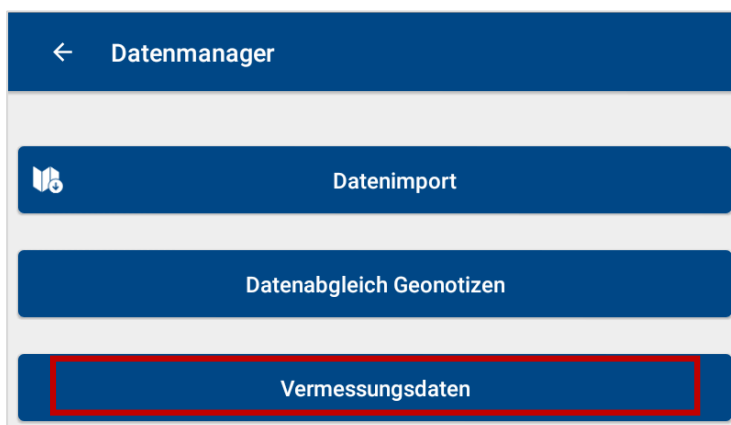 Datenmanager
Datenimport
Datenabgleich Geonotizen
Vermessungsdaten